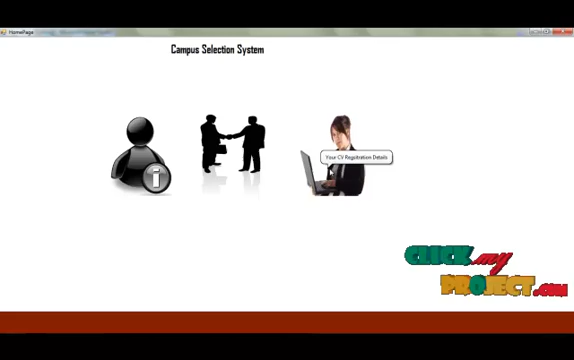 HomePage
Campus Selection System
Your CV Registration Details
CLICK my
PROJECT.COM